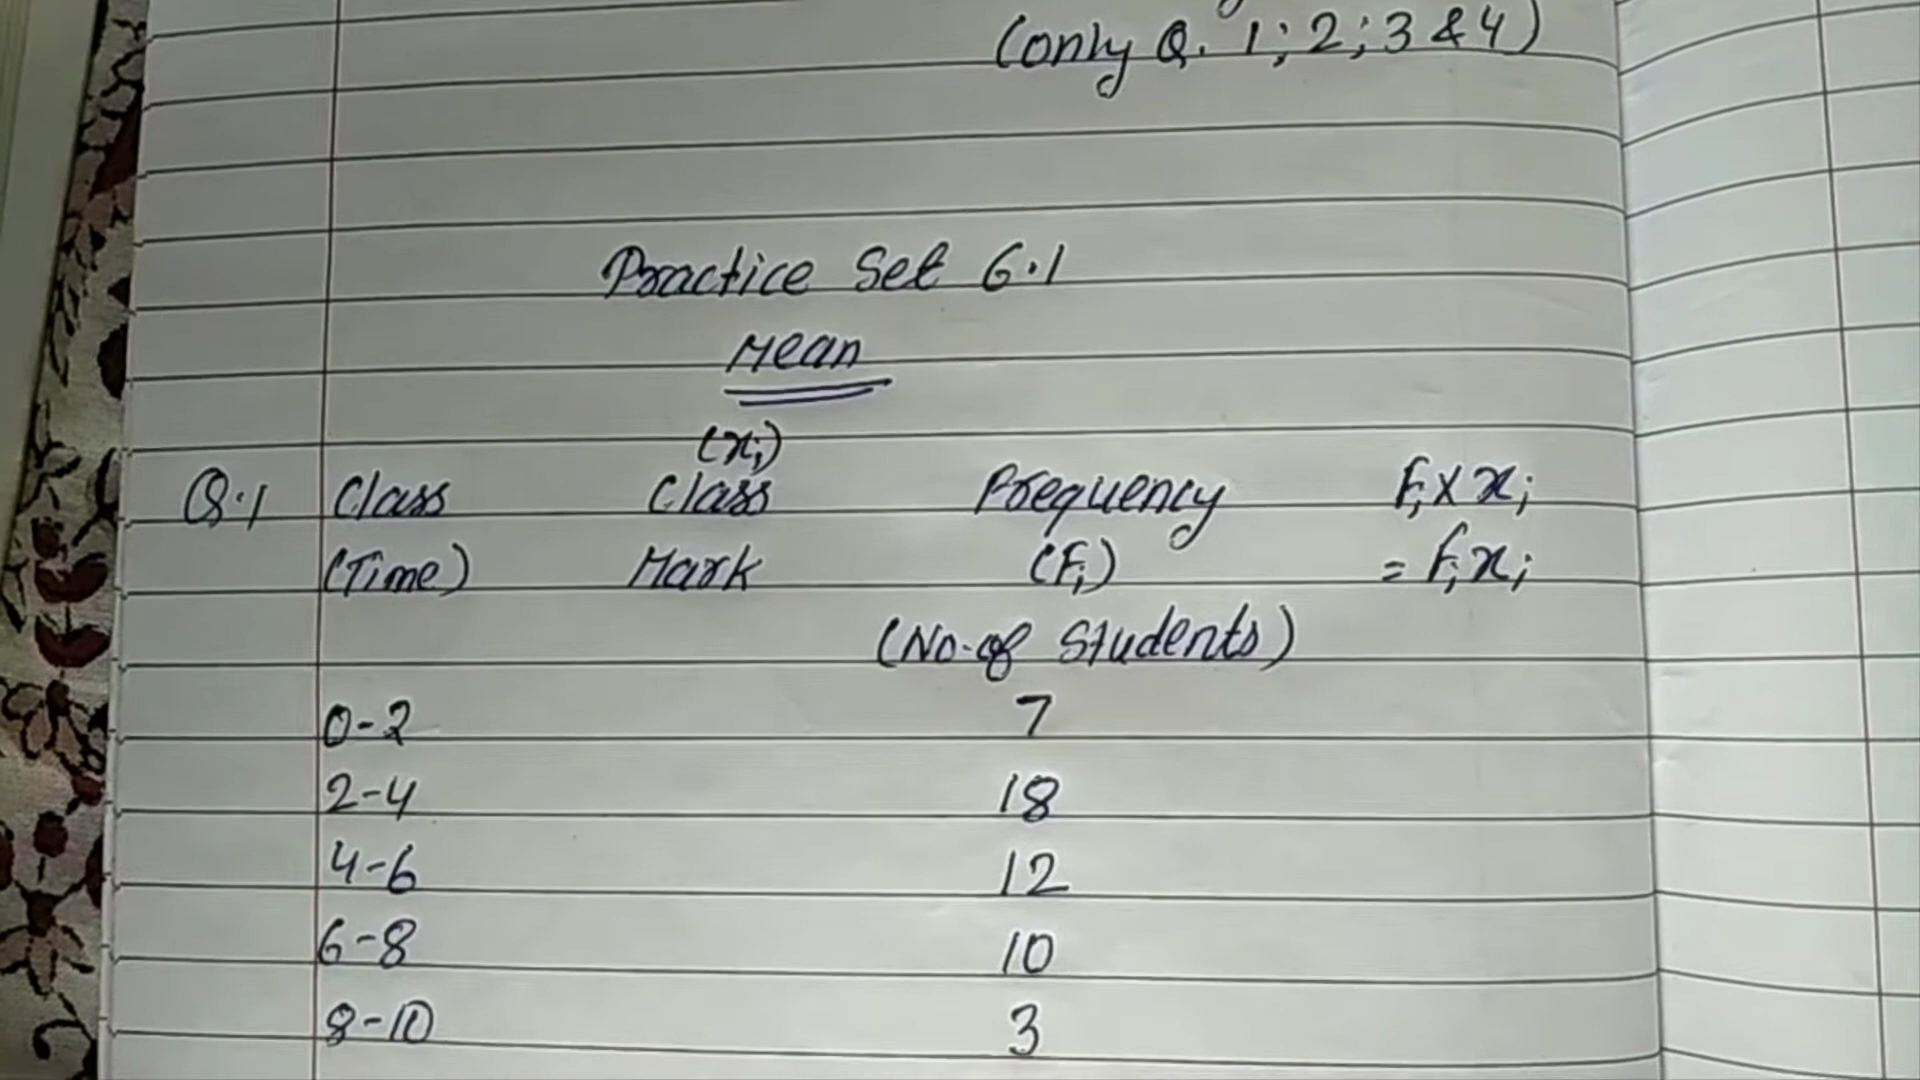 (only Q. 1; 2; 3 & 4)
Practice Set 6.1
Mean
(xi)
Q.1 Class Class Frequency Fi×xi
(Time) Mark (Fi) = fixi
(No. of Students)
0-2 7
2-4 18
4-6 12
6-8 10
8-10 3